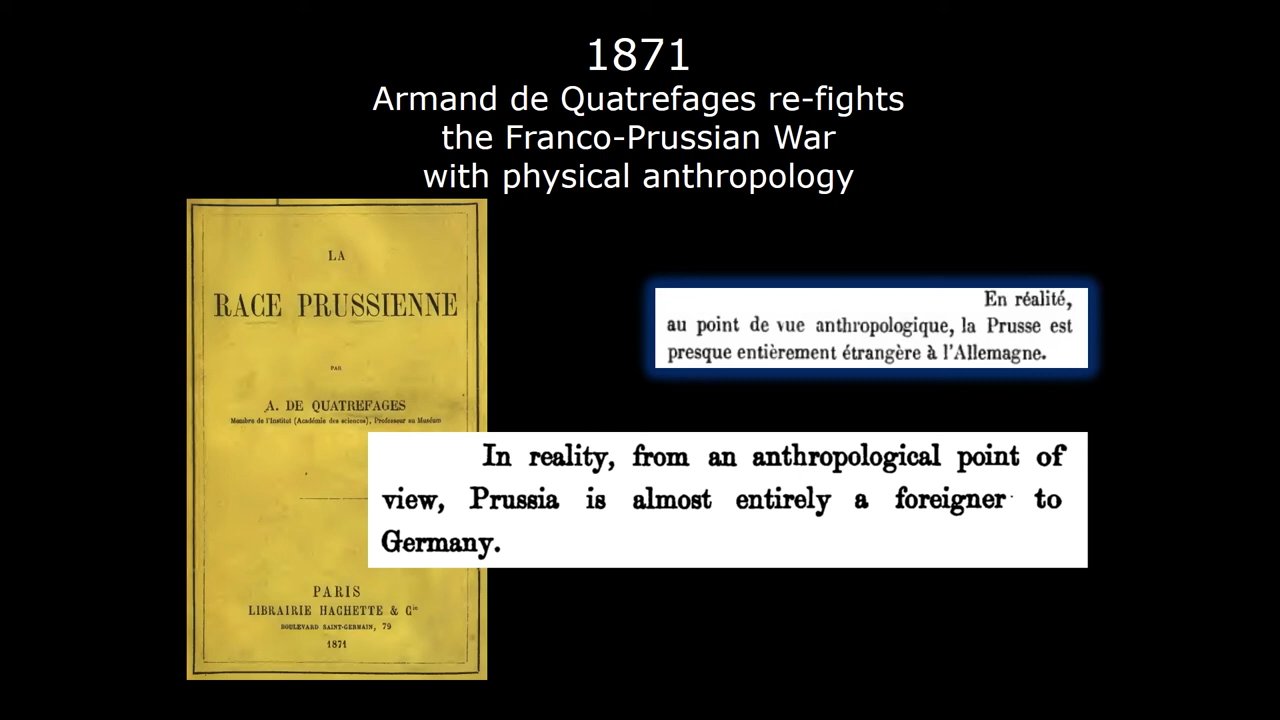 1871
Armand de Quatrefages re-fights
the Franco-Prussian War
with physical anthropology
LA
RACE PRUSSIENNE
PAR
A. DE QUATREFAGES
Membre de l'Institut (Académie des sciences), Professeur au Muséum
PARIS
LIBRAIRIE HACHETTE & Cie
BOULEVARD SAINT-GERMAIN, 79
1871
En réalité,
au point de vue anthropologique, la Prusse est
presque entièrement étrangère à l'Allemagne.
In reality, from an anthropological point of
view, Prussia is almost entirely a foreigner to
Germany.